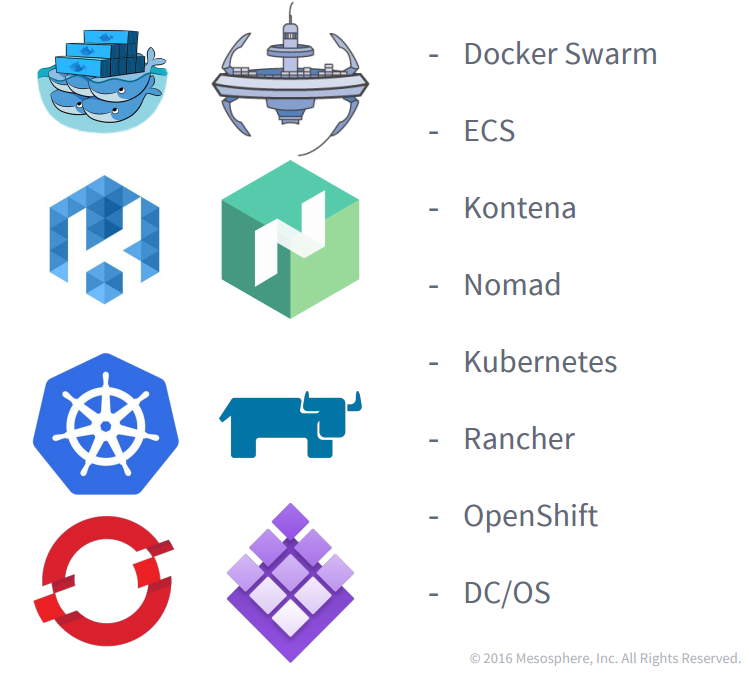 - Docker Swarm
- ECS
- Kontena
- Nomad
- Kubernetes
- Rancher
- OpenShift
- DC/OS
© 2016 Mesosphere, Inc. All Rights Reserved.